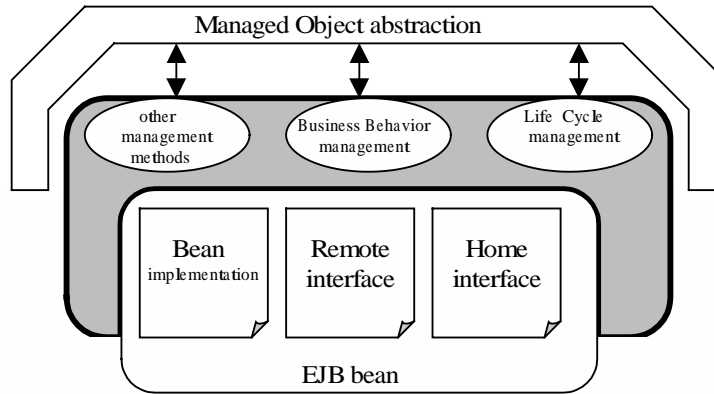 Managed Object abstraction
other
management
methods
Business Behavior
management
Life Cycle
management
Bean
implementation
Remote
interface
Home
interface
EJB bean